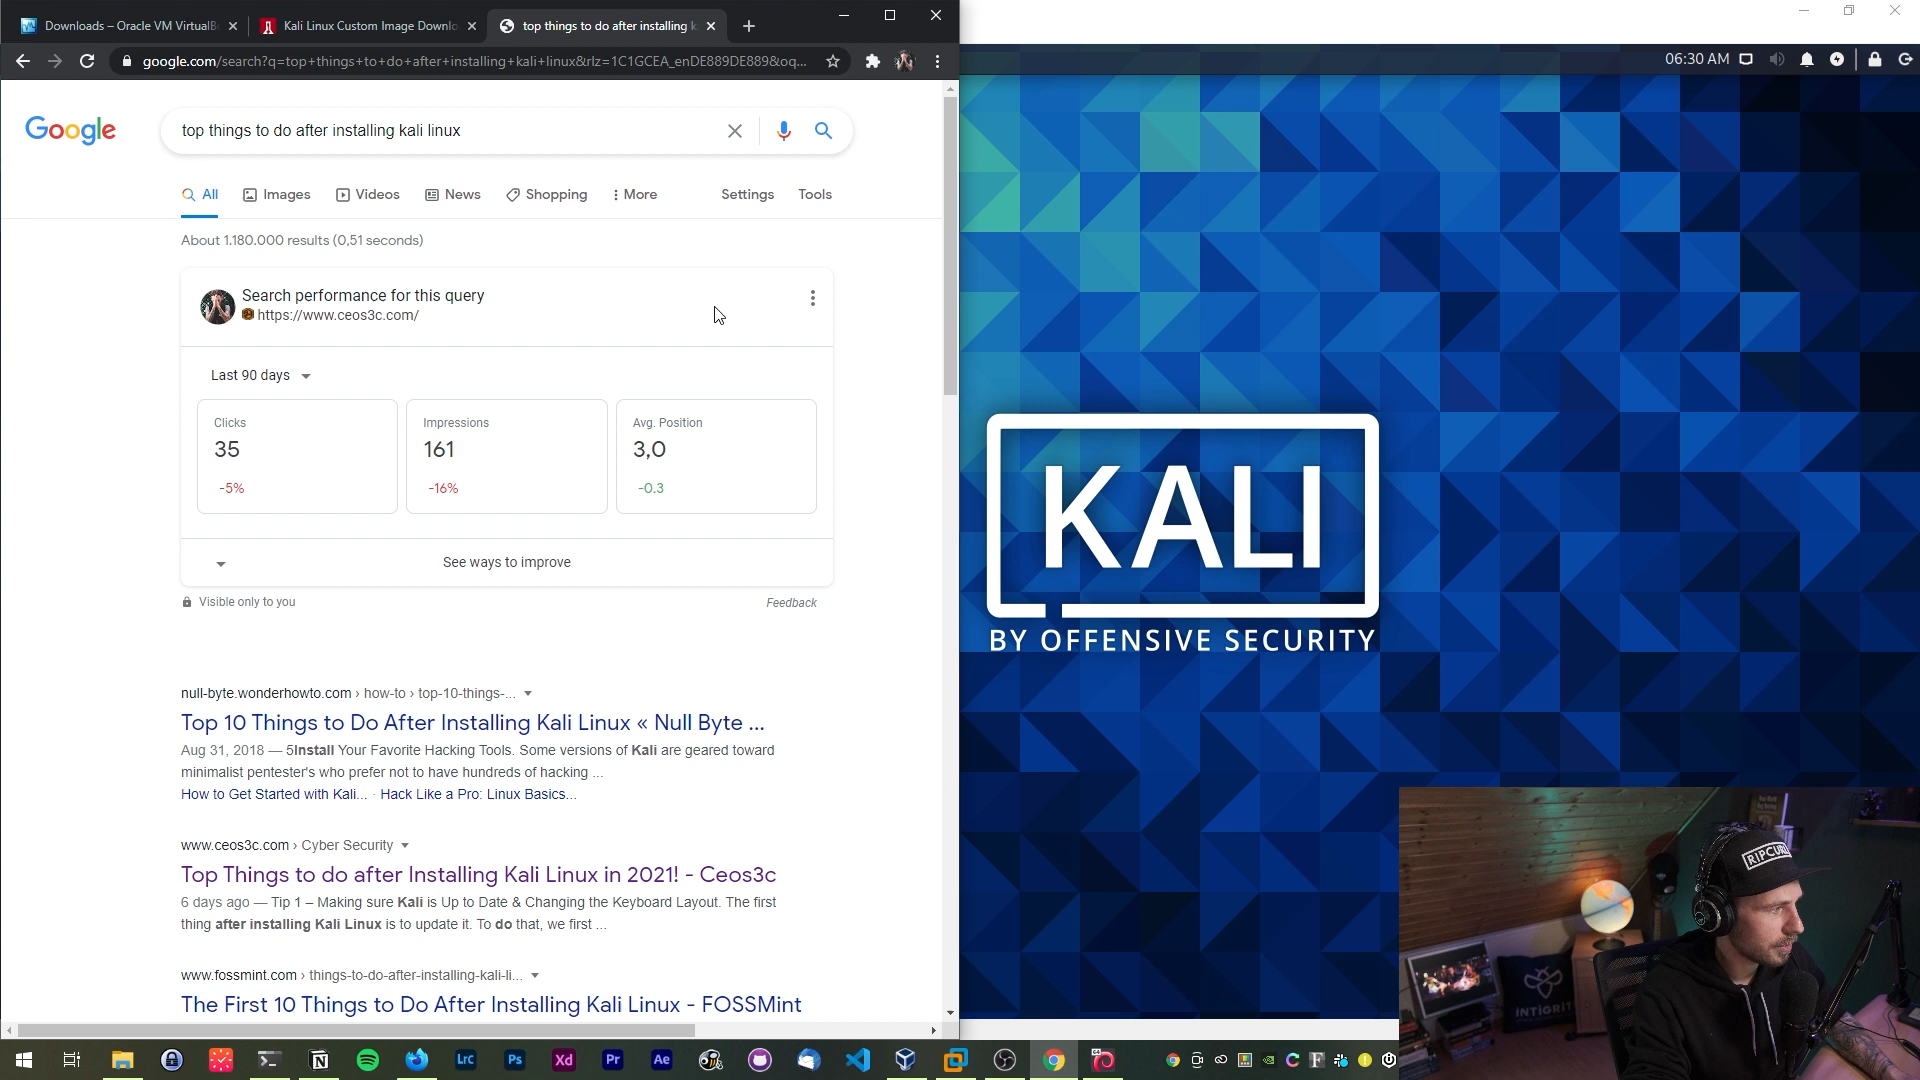 Downloads – Oracle VM VirtualB
Kali Linux Custom Image Downlo
top things to do after installing k
google.com/search?q=top+things+to+do+after+installing+kali+linux&rlz=1C1GCEA_enDE889DE889&oq...
06:30 AM
Google
top things to do after installing kali linux
All
Images
Videos
News
Shopping
More
Settings
Tools
About 1.180.000 results (0,51 seconds)
Search performance for this query
https://www.ceos3c.com/
Last 90 days
Clicks
35
-5%
Impressions
161
-16%
Avg. Position
3,0
-0.3
See ways to improve
Visible only to you
Feedback
null-byte.wonderhowto.com › how-to › top-10-things-...
Top 10 Things to Do After Installing Kali Linux « Null Byte ...
Aug 31, 2018 — 5Install Your Favorite Hacking Tools. Some versions of Kali are geared toward
minimalist pentester's who prefer not to have hundreds of hacking ...
How to Get Started with Kali... · Hack Like a Pro: Linux Basics...
www.ceos3c.com › Cyber Security
Top Things to do after Installing Kali Linux in 2021! - Ceos3c
6 days ago — Tip 1 – Making sure Kali is Up to Date & Changing the Keyboard Layout. The first
thing after installing Kali Linux is to update it. To do that, we first ...
www.fossmint.com › things-to-do-after-installing-kali-li...
The First 10 Things to Do After Installing Kali Linux - FOSSMint
KALI
BY OFFENSIVE SECURITY
RIPCURL
INTIGRIT
Lrc
Ps
Xd
Pr
Ae